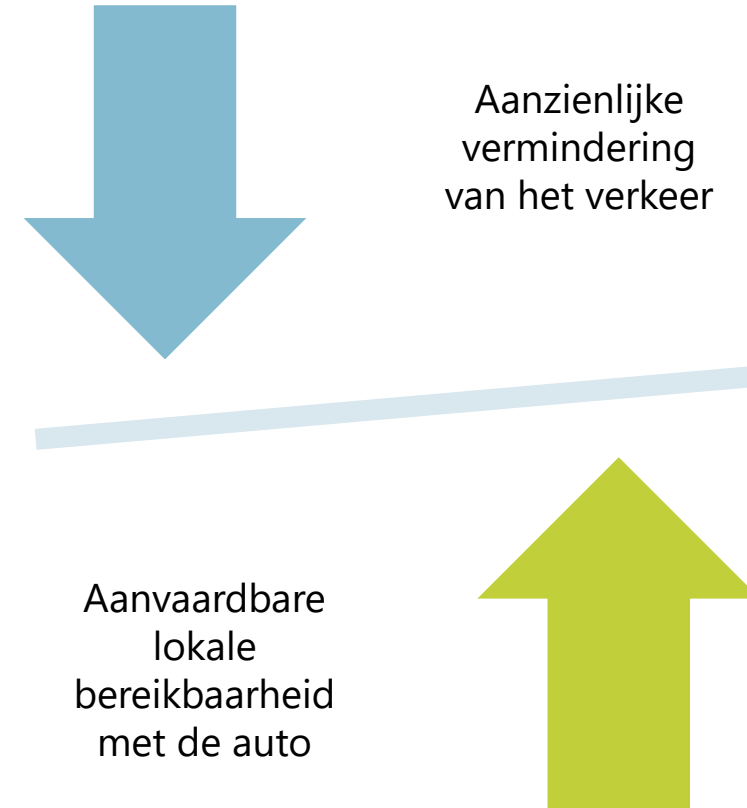 Aanzienlijke
vermindering
van het verkeer
Aanvaardbare
lokale
bereikbaarheid
met de auto